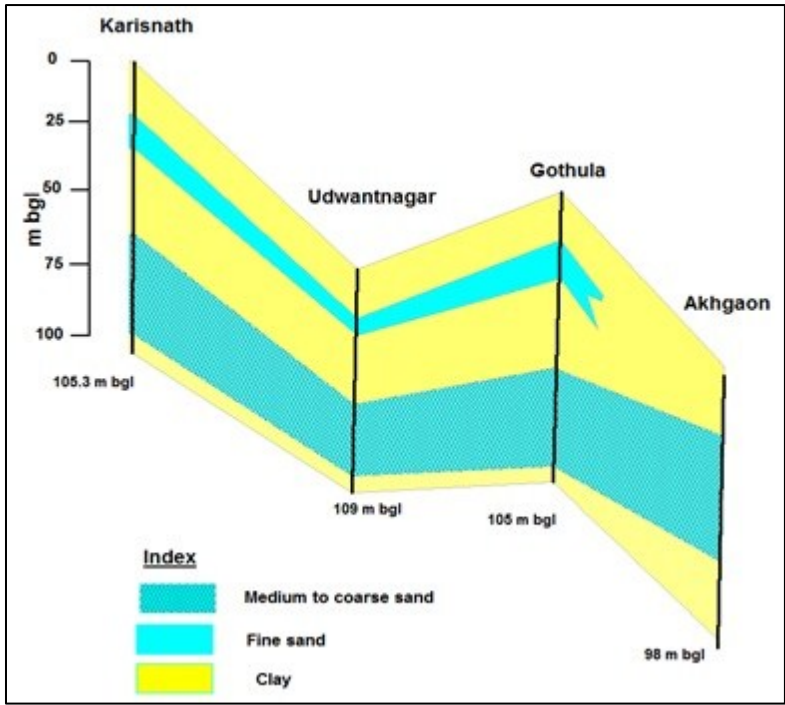 Karisnath
0
25
50
75
100
m bgl
Udwantnagar
Gothula
Akhgaon
105.3 m bgl
109 m bgl
105 m bgl
98 m bgl
Index
Medium to coarse sand
Fine sand
Clay